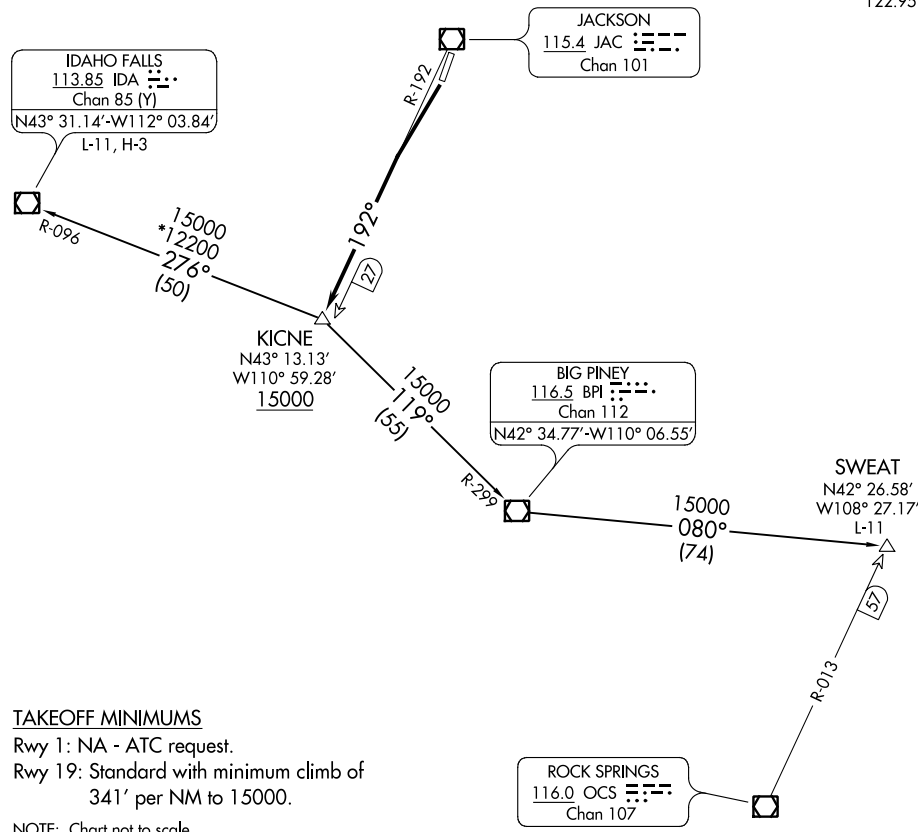 122.95
JACKSON
115.4 JAC
Chan 101
R-192
IDAHO FALLS
113.85 IDA
Chan 85 (Y)
N43° 31.14'-W112° 03.84'
L-11, H-3
R-096
15000
*12200
276°
(50)
192°
27
KICNE
N43° 13.13'
W110° 59.28'
15000
15000
119°
(55)
R-299
BIG PINEY
116.5 BPI
Chan 112
N42° 34.77'-W110° 06.55'
15000
080°
(74)
SWEAT
N42° 26.58'
W108° 27.17'
L-11
57
R-013
ROCK SPRINGS
116.0 OCS
Chan 107
TAKEOFF MINIMUMS
Rwy 1: NA - ATC request.
Rwy 19: Standard with minimum climb of
341' per NM to 15000.
NOTE: Chart not to scale